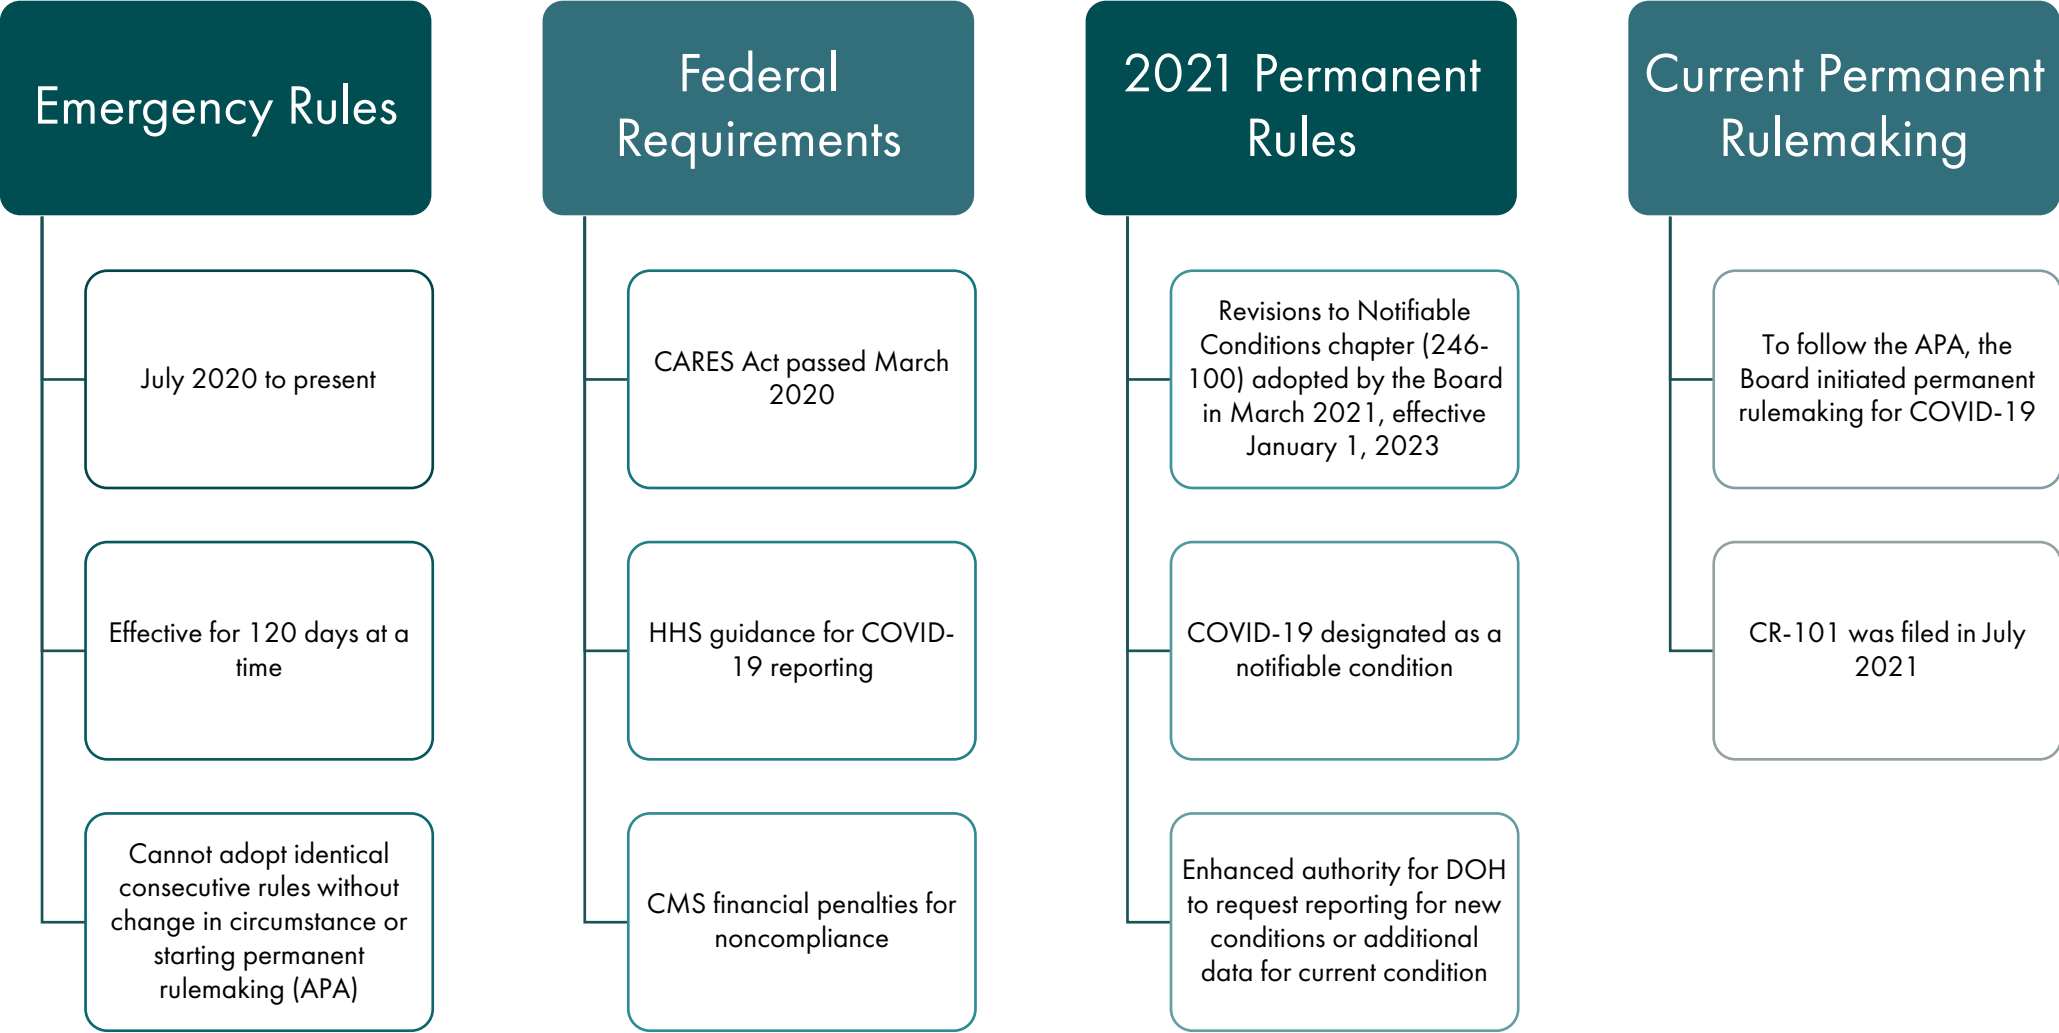 Emergency Rules
July 2020 to present
Effective for 120 days at a
time
Cannot adopt identical
consecutive rules without
change in circumstance or
starting permanent
rulemaking (APA)
Federal
Requirements
CARES Act passed March
2020
HHS guidance for COVID-
19 reporting
CMS financial penalties for
noncompliance
2021 Permanent
Rules
Revisions to Notifiable
Conditions chapter (246-
100) adopted by the Board
in March 2021, effective
January 1, 2023
COVID-19 designated as a
notifiable condition
Enhanced authority for DOH
to request reporting for new
conditions or additional
data for current condition
Current Permanent
Rulemaking
To follow the APA, the
Board initiated permanent
rulemaking for COVID-19
CR-101 was filed in July
2021